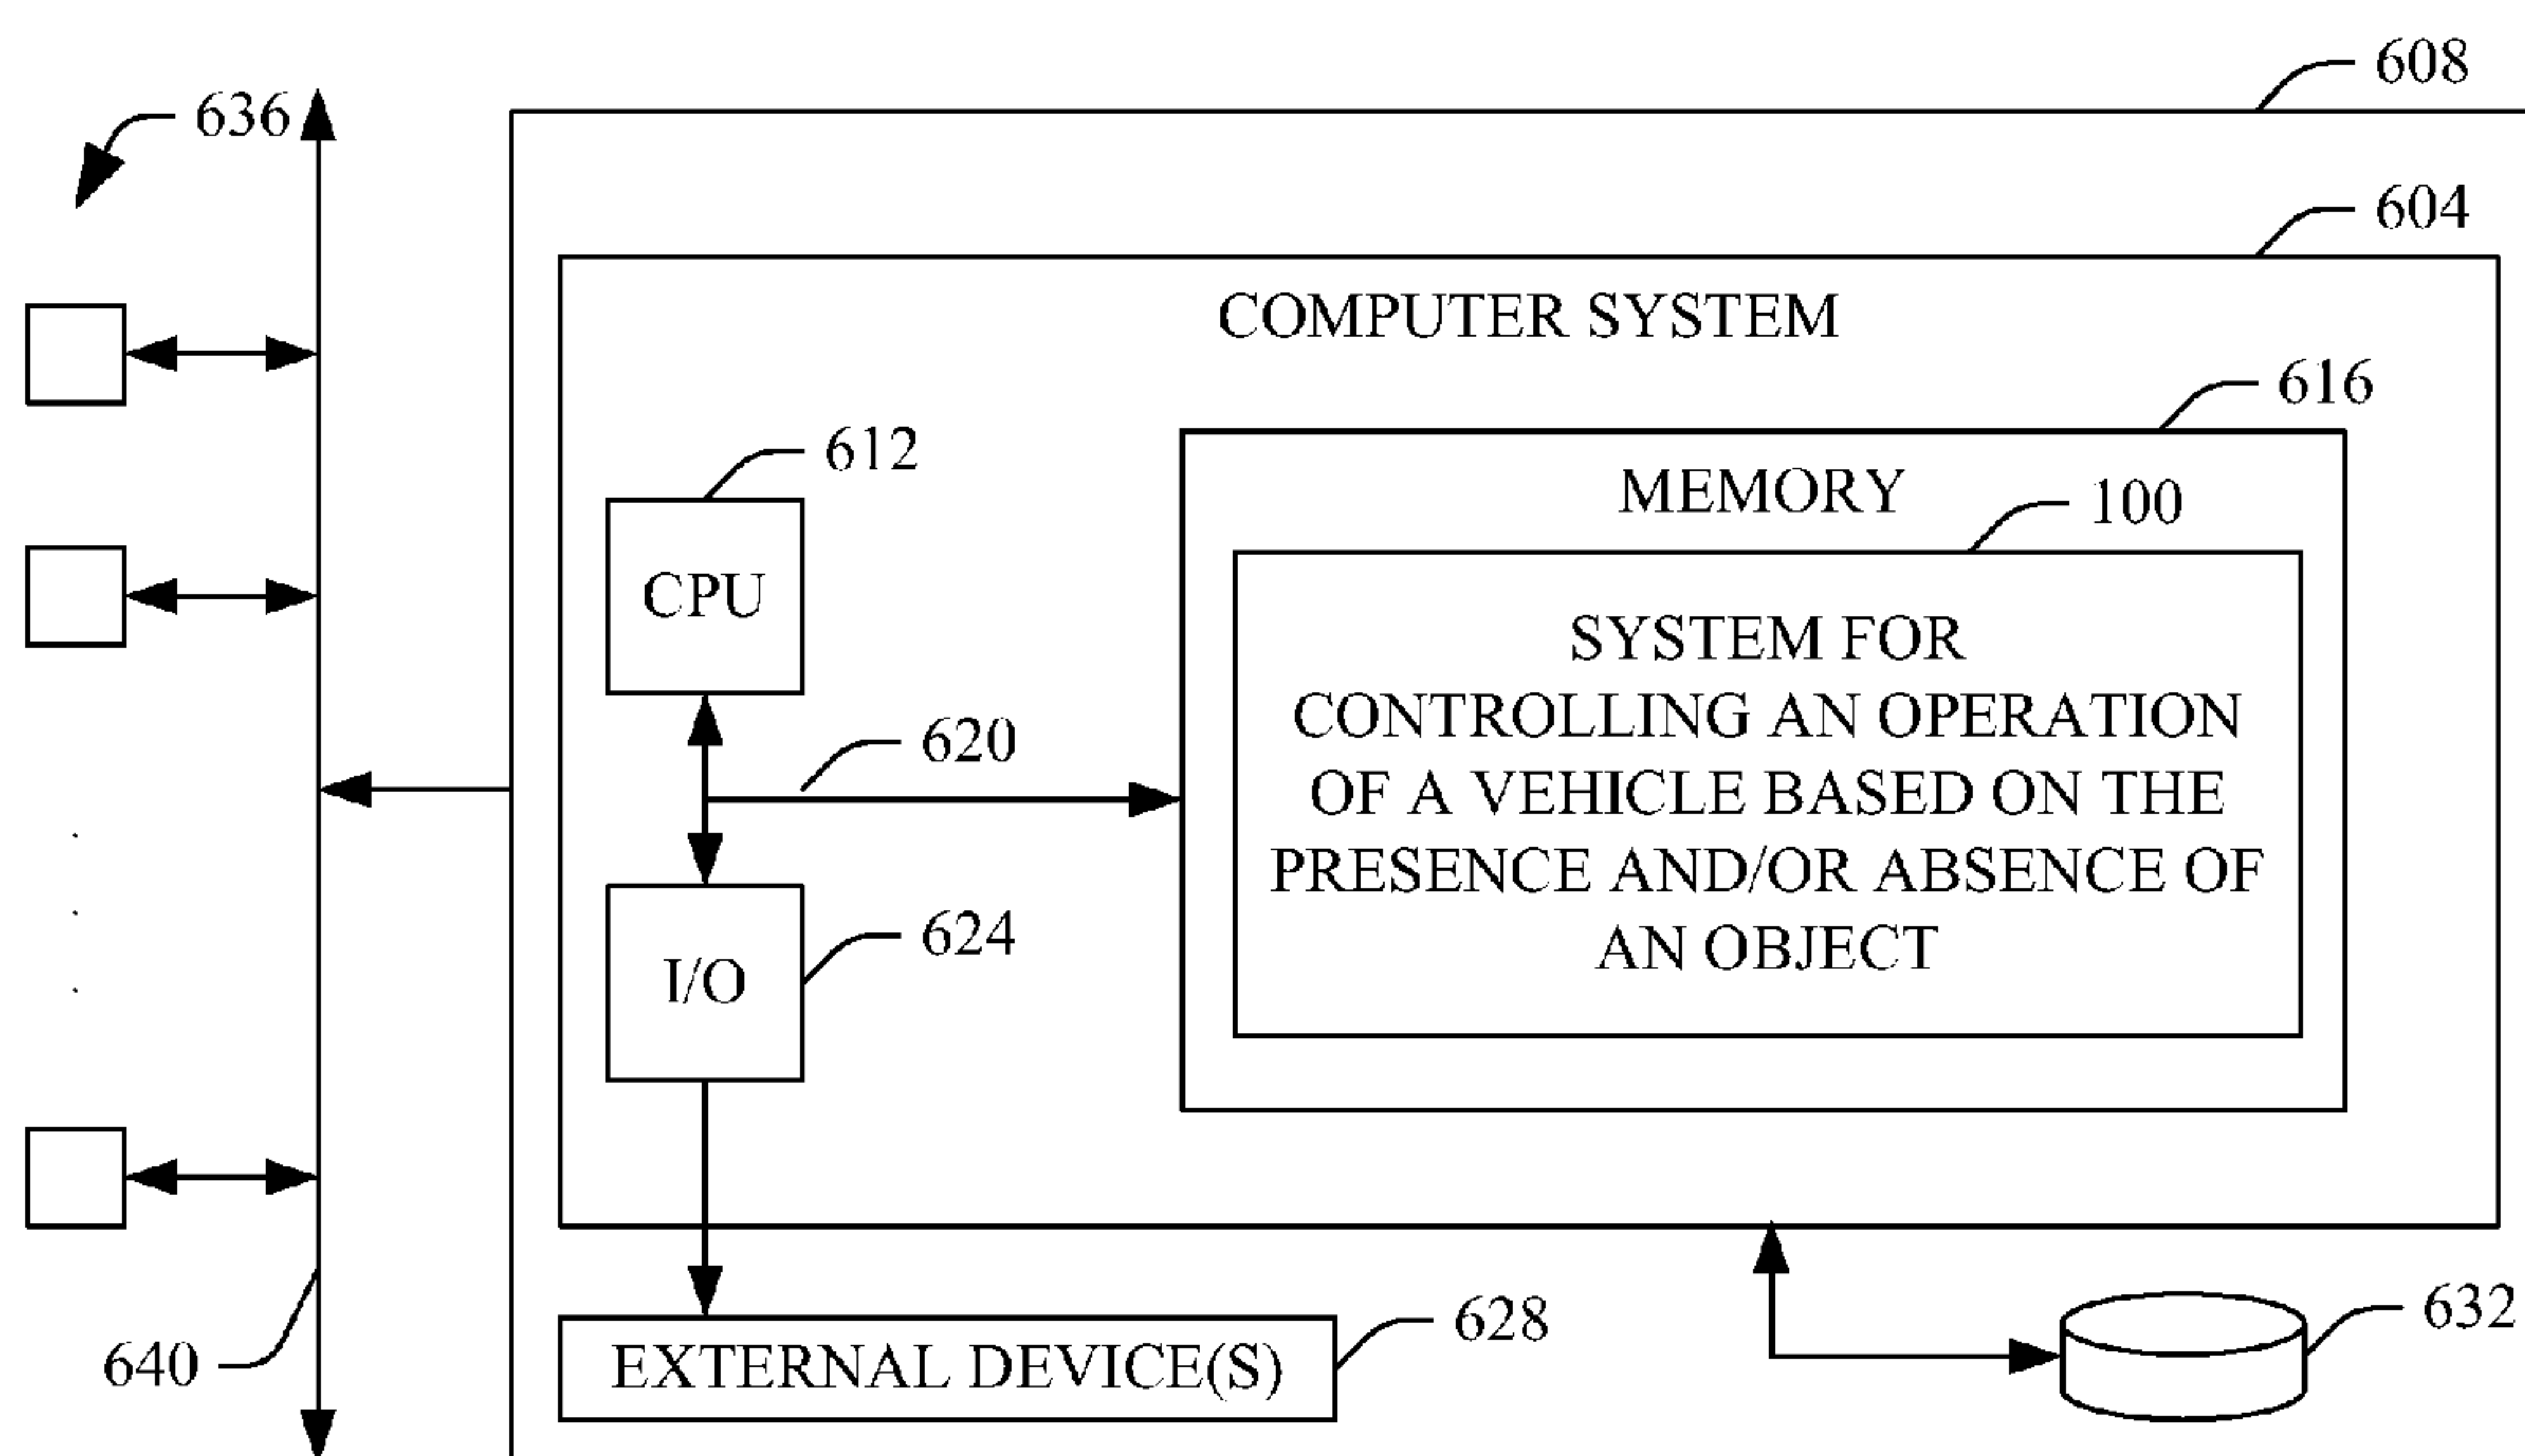 608
636
604
COMPUTER SYSTEM
616
612
MEMORY
100
CPU
SYSTEM FOR
CONTROLLING AN OPERATION
OF A VEHICLE BASED ON THE
PRESENCE AND/OR ABSENCE OF
AN OBJECT
620
624
I/O
628
632
640
EXTERNAL DEVICE(S)